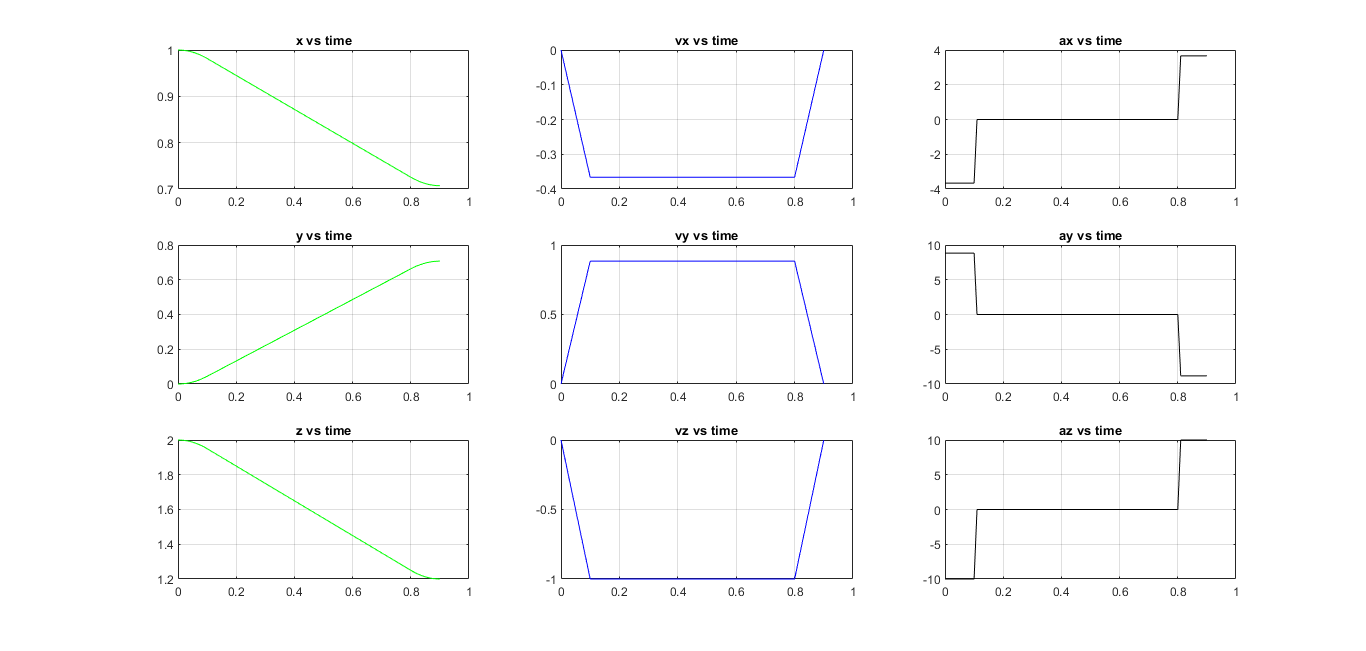 x vs time
1
0.9
0.8
0.7
0 0.2 0.4 0.6 0.8 1
vx vs time
0
-0.1
-0.2
-0.3
-0.4
0 0.2 0.4 0.6 0.8 1
ax vs time
4
2
0
-2
-4
0 0.2 0.4 0.6 0.8 1
y vs time
0.8
0.6
0.4
0.2
0
0 0.2 0.4 0.6 0.8 1
vy vs time
1
0.5
0
0 0.2 0.4 0.6 0.8 1
ay vs time
10
5
0
-5
-10
0 0.2 0.4 0.6 0.8 1
z vs time
2
1.8
1.6
1.4
1.2
0 0.2 0.4 0.6 0.8 1
vz vs time
0
-0.5
-1
0 0.2 0.4 0.6 0.8 1
az vs time
10
5
0
-5
-10
0 0.2 0.4 0.6 0.8 1